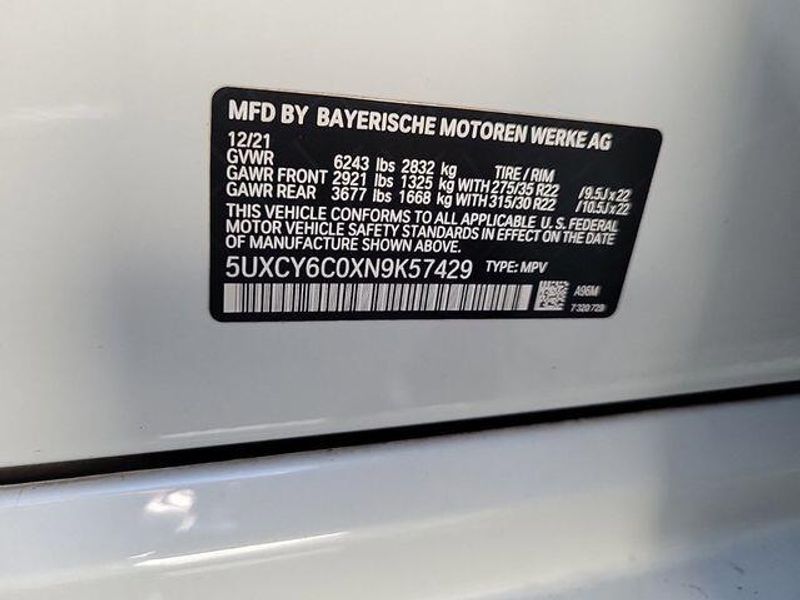 MFD BY BAYERISCHE MOTOREN WERKE AG
12/21
GVWR 6243 lbs 2832 kg TIRE / RIM
GAWR FRONT 2921 lbs 1325 kg WITH 275/35 R22 / 9.5J x 22
GAWR REAR 3677 lbs 1668 kg WITH 315/30 R22 / 10.5J x 22
THIS VEHICLE CONFORMS TO ALL APPLICABLE U.S. FEDERAL
MOTOR VEHICLE SAFETY STANDARDS IN EFFECT ON THE DATE
OF MANUFACTURE SHOWN ABOVE.
5UXCY6C0XN9K57429 TYPE: MPV
A96M
7 320 728